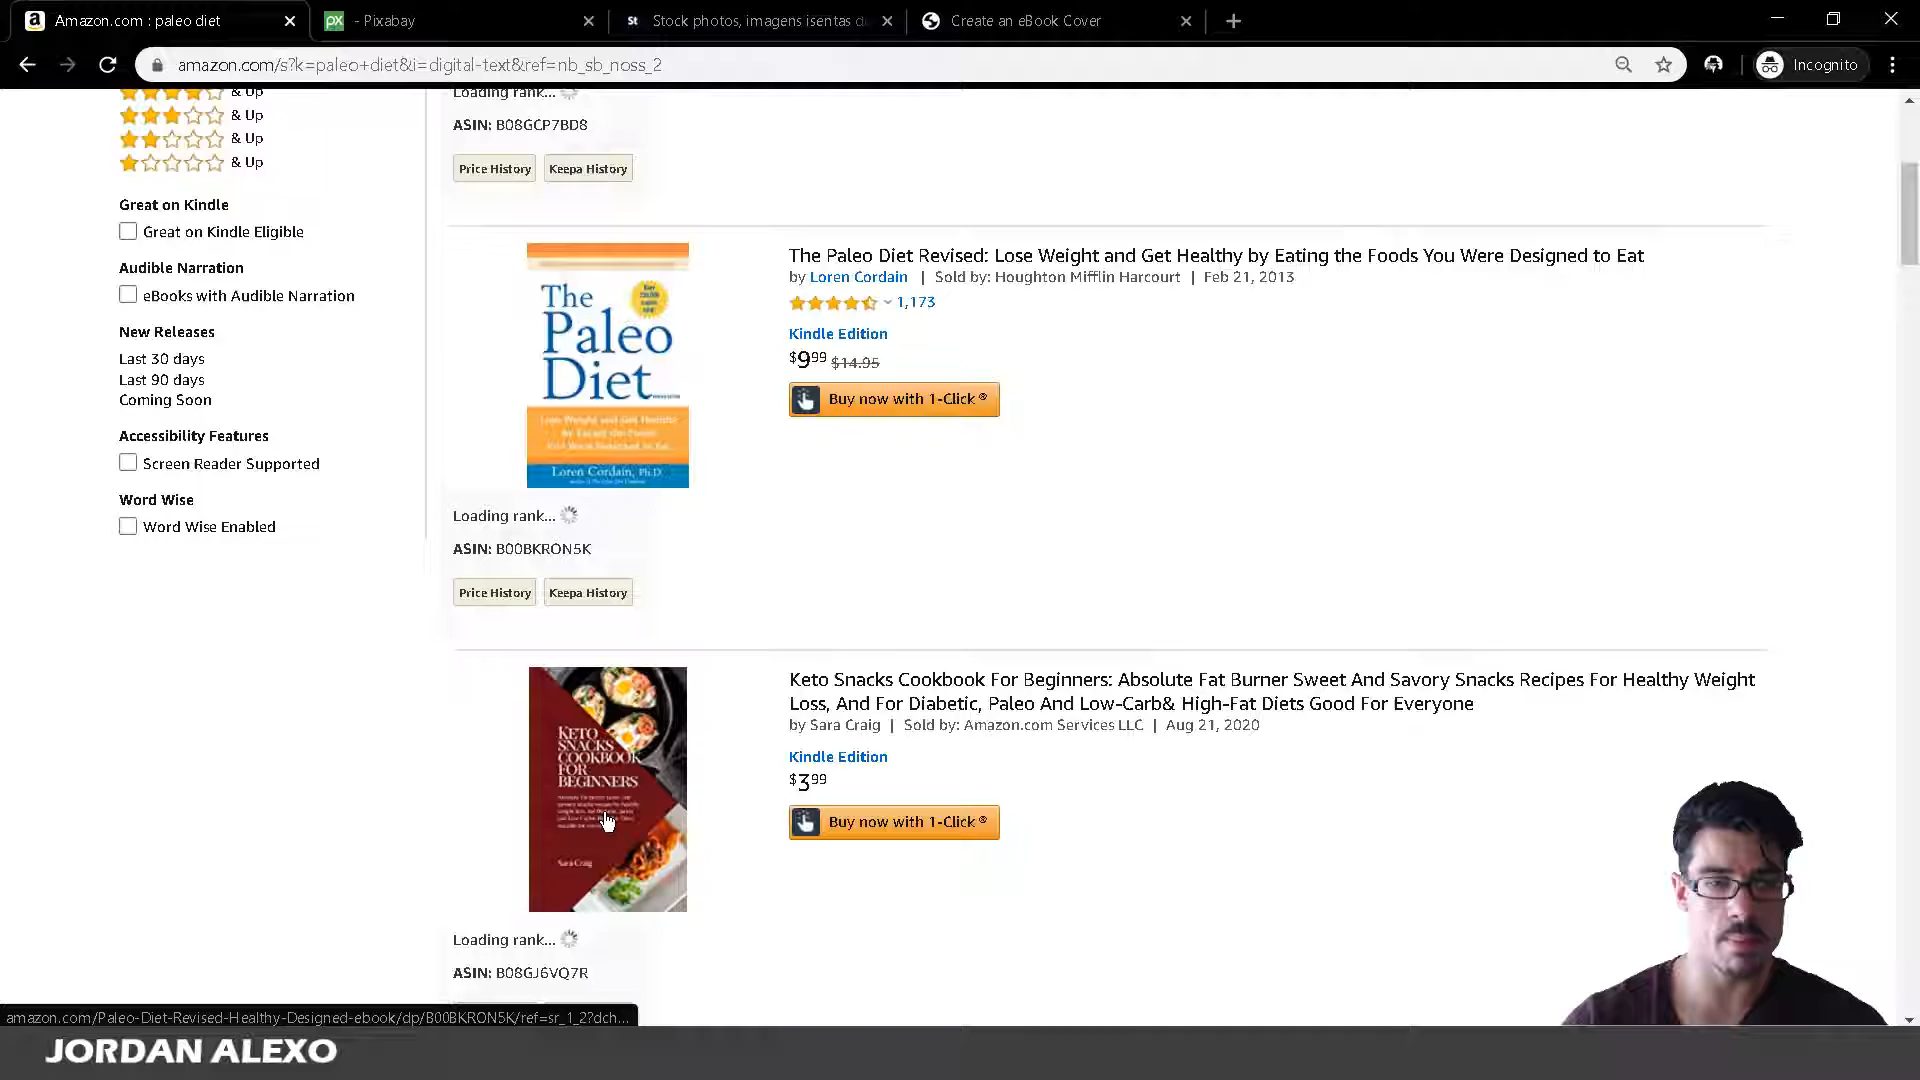 Amazon.com : paleo diet
- Pixabay
Stock photos, imagens isentas d
Create an eBook Cover
amazon.com/s?k=paleo+diet&i=digital-text&ref=nb_sb_noss_2
Incognito
& Up
& Up
& Up
& Up
Great on Kindle
Great on Kindle Eligible
Audible Narration
eBooks with Audible Narration
New Releases
Last 30 days
Last 90 days
Coming Soon
Accessibility Features
Screen Reader Supported
Word Wise
Word Wise Enabled
Loading rank...
ASIN: B08GCP7BD8
Price History
Keepa History
The
Paleo
Diet
Loren Cordain, Ph.D.
The Paleo Diet Revised: Lose Weight and Get Healthy by Eating the Foods You Were Designed to Eat
by Loren Cordain | Sold by: Houghton Mifflin Harcourt | Feb 21, 2013
1,173
Kindle Edition
$9.99 $14.95
Buy now with 1-Click ®
Loading rank...
ASIN: B00BKRON5K
Price History
Keepa History
KETO
SNACKS
COOKBOOK
FOR
BEGINNERS
Sara Craig
Keto Snacks Cookbook For Beginners: Absolute Fat Burner Sweet And Savory Snacks Recipes For Healthy Weight
Loss, And For Diabetic, Paleo And Low-Carb& High-Fat Diets Good For Everyone
by Sara Craig | Sold by: Amazon.com Services LLC | Aug 21, 2020
Kindle Edition
$3.99
Buy now with 1-Click ®
Loading rank...
ASIN: B08GJ6VQ7R
amazon.com/Paleo-Diet-Revised-Healthy-Designed-ebook/dp/B00BKRON5K/ref=sr_1_2?dch...
JORDAN ALEXO